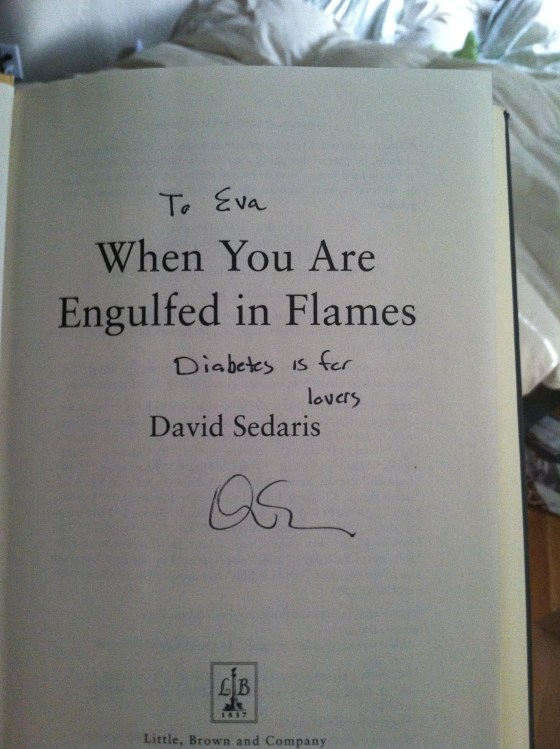 To Eva
When You Are
Engulfed in Flames
Diabetes is for
lovers
David Sedaris
LB
1837
Little, Brown and Company